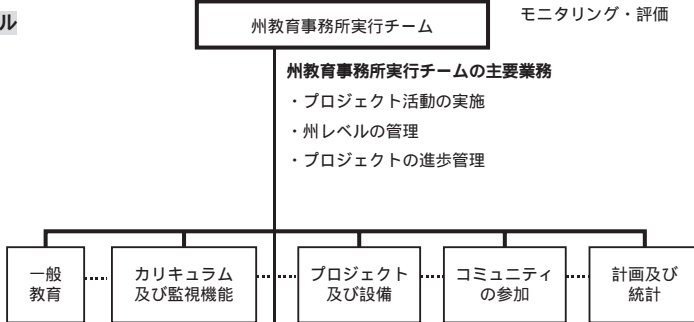 ル
州教育事務所実行チーム
モニタリング・評価
州教育事務所実行チームの主要業務
・プロジェクト活動の実施
・州レベルの管理
・プロジェクトの進歩管理
一般
教育
カリキュラム
及び監視機能
プロジェクト
及び設備
コミュニティ
の参加
計画及び
統計